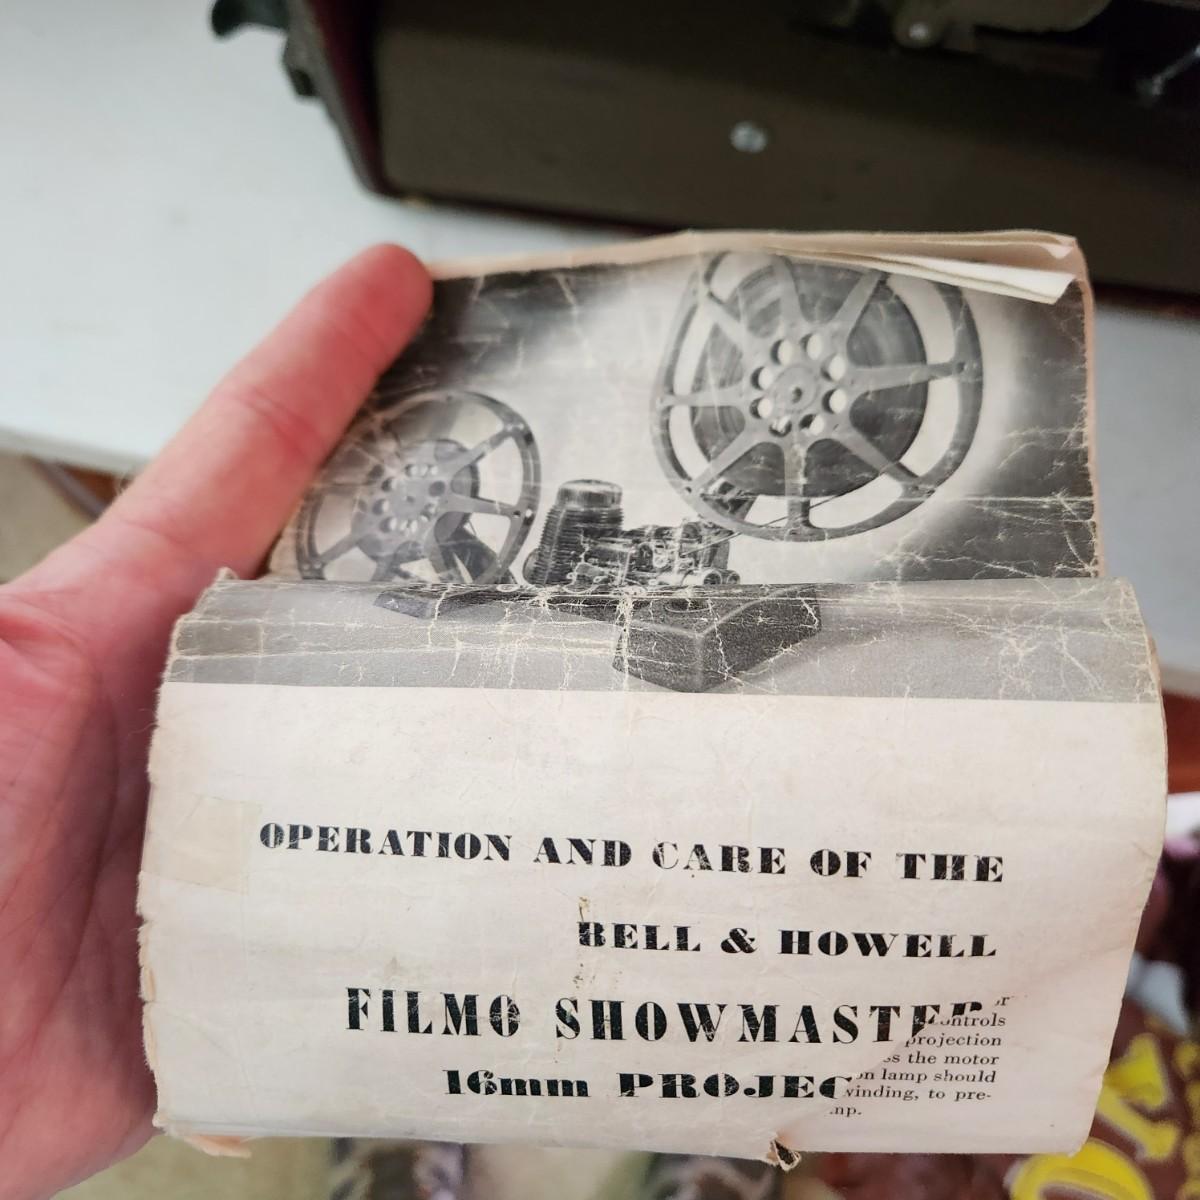 OPERATION AND CARE OF THE
BELL & HOWELL
FILMO SHOWMASTER
16mm PROJEC
controls
projection
the motor
lamp should
winding, to pre-